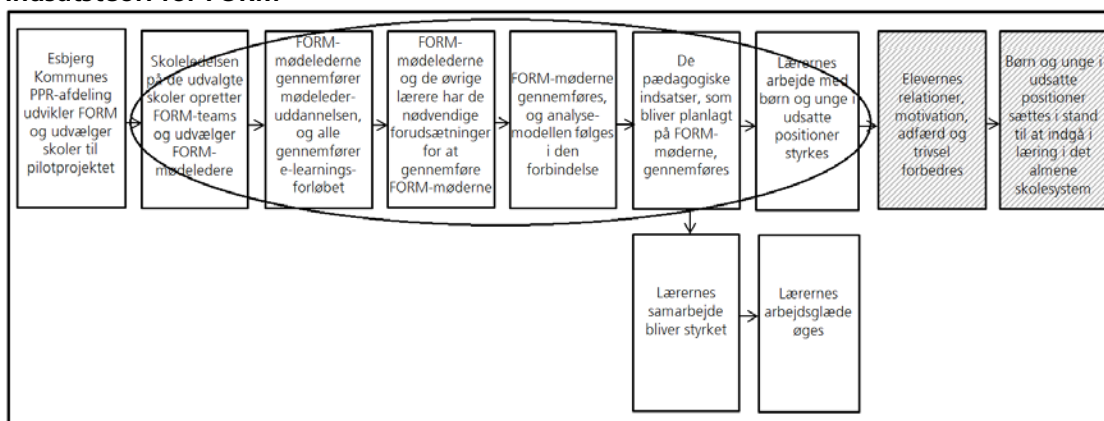 Indsatsteori for FORM
Esbjerg
Kommunes
PPR-afdeling
udvikler FORM
og udvælger
skoler til
pilotprojektet
Skoleledelsen
på de udvalgte
skoler opretter
FORM-teams
og udvælger
FORM-
mødeledere
FORM-
mødelederne
gennemfører
mødeleder-
uddannelsen,
og alle
gennemfører
e-learnings-
forløbet
FORM-
mødelederne
og de øvrige
lærere har de
nødvendige
forudsætninger
for at
gennemføre
FORM-møderne
FORM-møderne
gennemføres,
og analyse-
modellen følges
i den
forbindelse
De
pædagogiske
indsatser, som
bliver planlagt
på FORM-
møderne,
gennemføres
Lærernes
arbejde med
børn og unge i
udsatte
positioner
styrkes
Elevernes
relationer,
motivation,
adfærd og
trivsel
forbedres
Børn og unge i
udsatte
positioner
sættes i stand
til at indgå i
læring i det
almene
skolesystem
Lærernes
samarbejde
bliver styrket
Lærernes
arbejdsglæde
øges